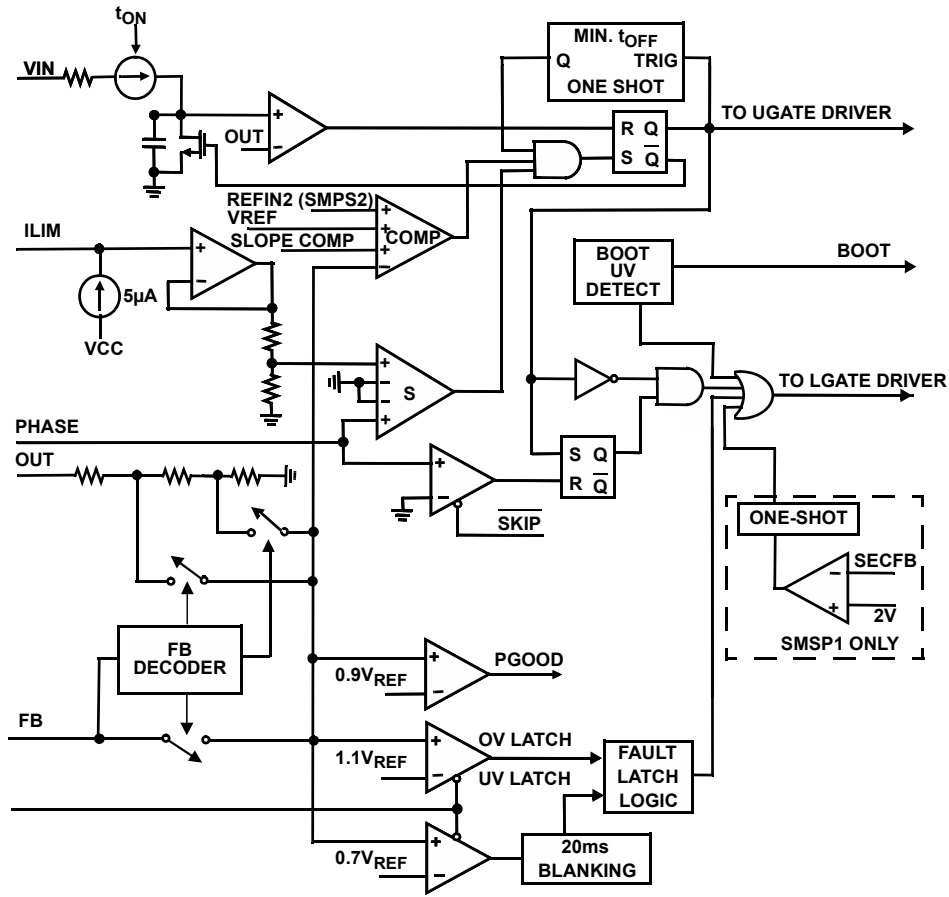 tON
VIN
MIN. tOFF
Q TRIG
ONE SHOT
+
OUT
−
R Q
S Q̅
TO UGATE DRIVER
REFIN2 (SMPS2)
VREF
SLOPE COMP
+
+
+
−
COMP
ILIM
+
−
5µA
VCC
BOOT
UV
DETECT
BOOT
+
−
−
+
S
TO LGATE DRIVER
PHASE
OUT
+
−
S Q
R Q̅
S̅K̅I̅P̅
ONE-SHOT
−
SECFB
+
2V
SMSP1 ONLY
FB
DECODER
+
0.9VREF
−
PGOOD
FB
+
1.1VREF
−
OV LATCH
UV LATCH
FAULT
LATCH
LOGIC
+
0.7VREF
−
20ms
BLANKING